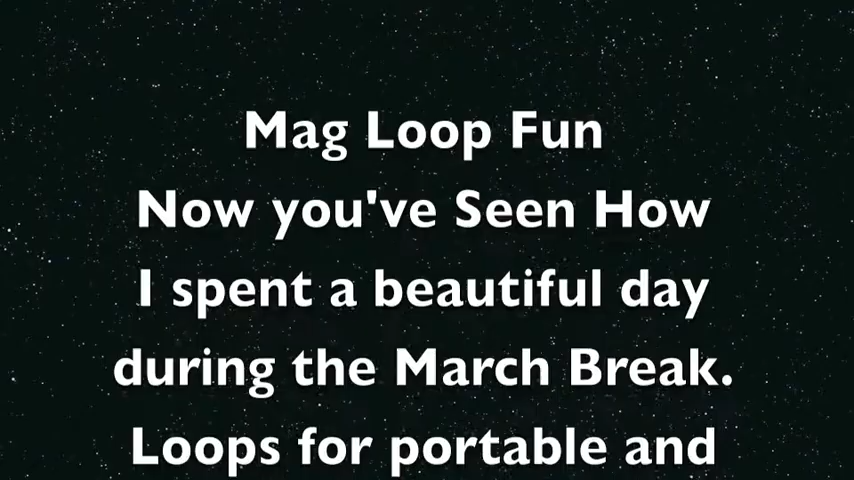 Mag Loop Fun
Now you've Seen How
I spent a beautiful day
during the March Break.
Loops for portable and